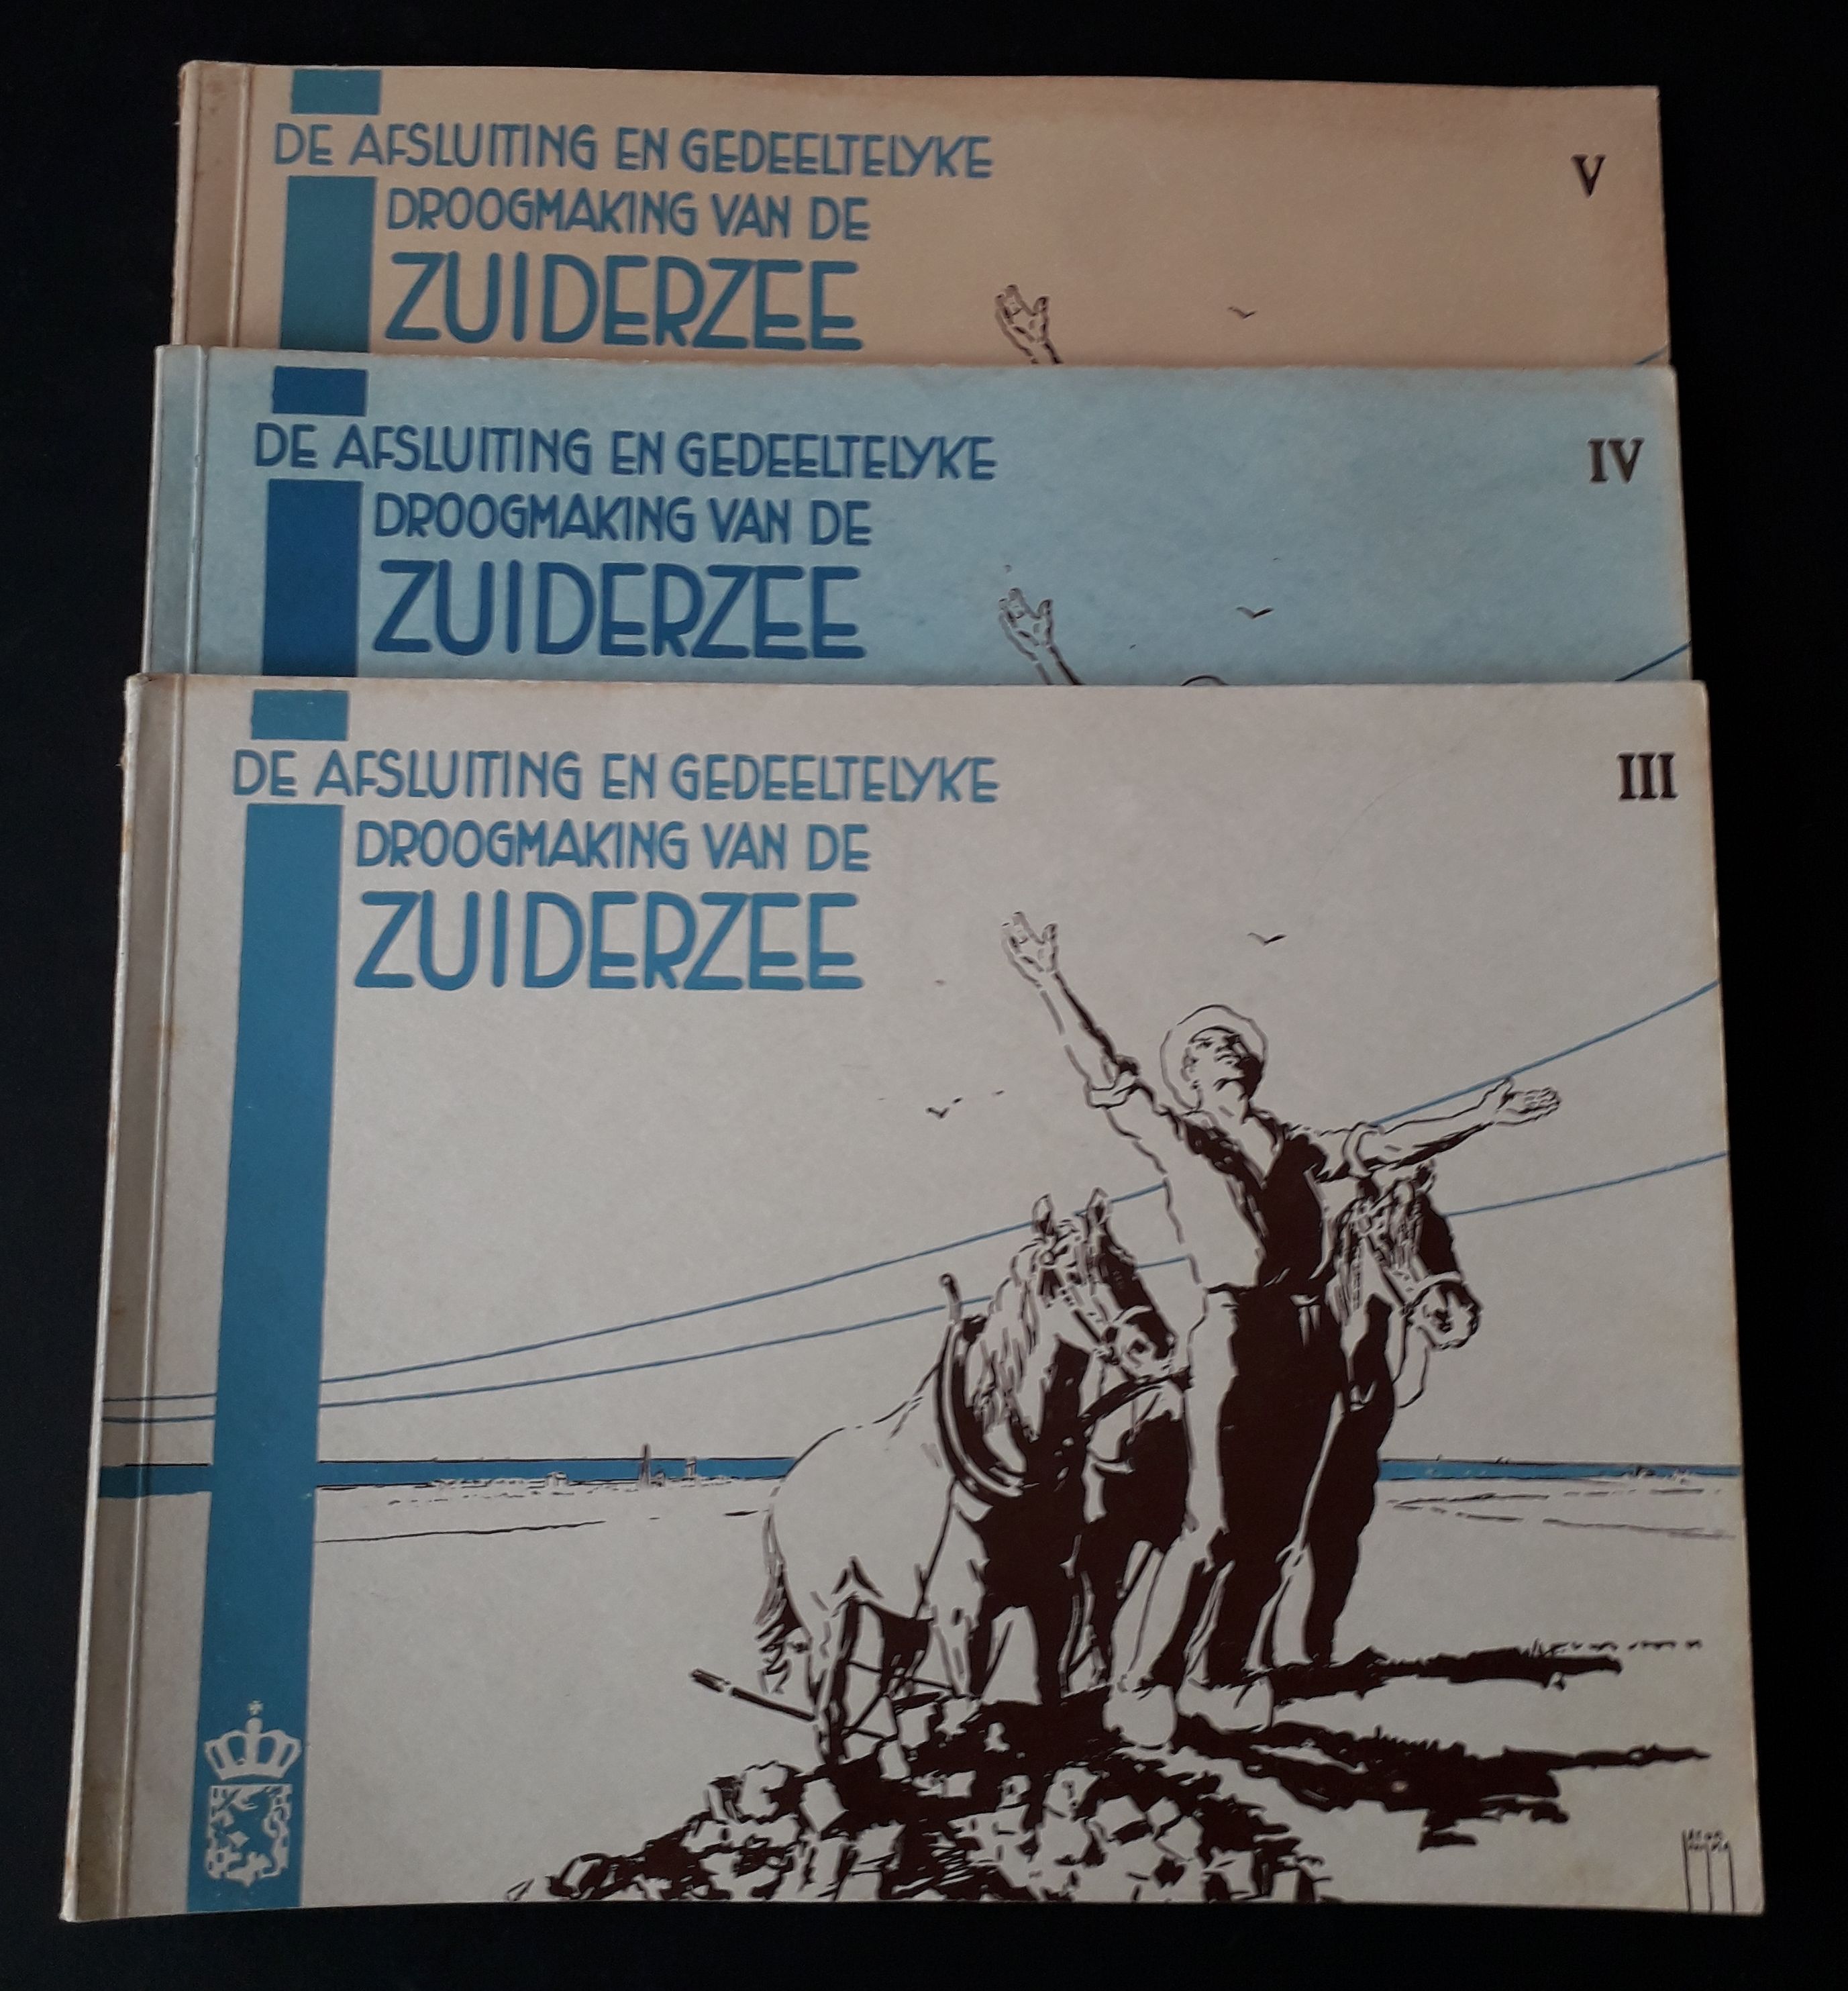 DE AFSLUITING EN GEDEELTELYKE
V
DROOGMAKING VAN DE
ZUIDERZEE
DE AFSLUITING EN GEDEELTELYKE
IV
DROOGMAKING VAN DE
ZUIDERZEE
DE AFSLUITING EN GEDEELTELYKE
III
DROOGMAKING VAN DE
ZUIDERZEE